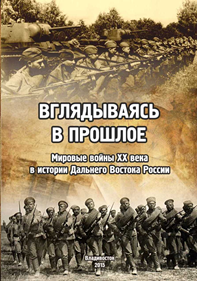 ВГЛЯДЫВАЯСЬ
В ПРОШЛОЕ
Мировые войны XX века
в истории Дальнего Востока России
Владивосток
2015